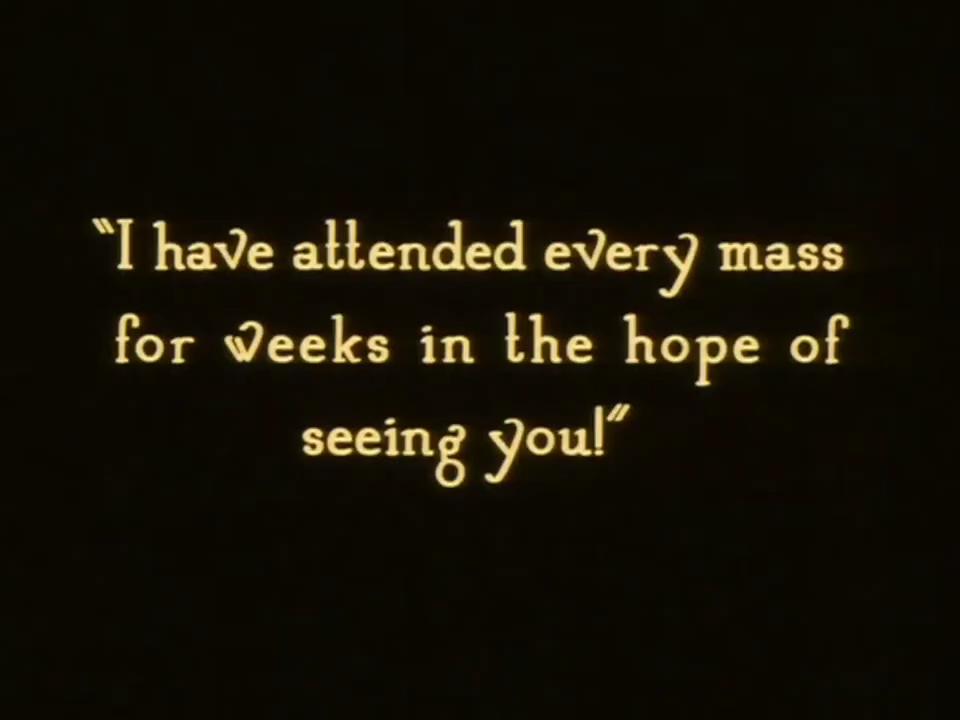 "I have attended every mass
for weeks in the hope of
seeing you!"